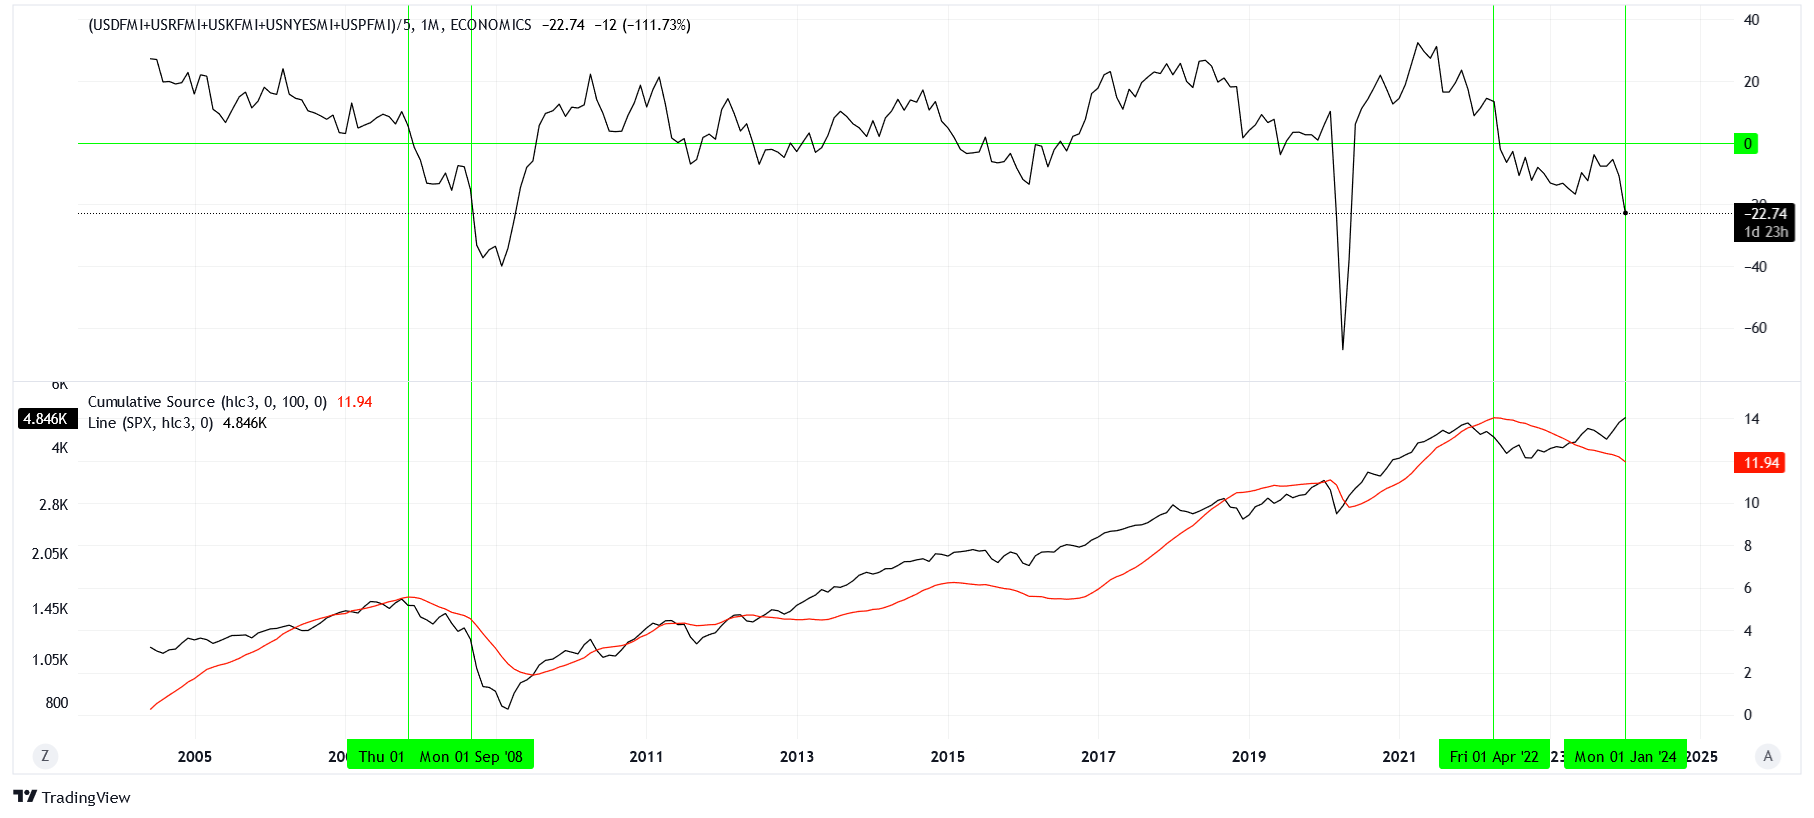 (USDFMI+USRFMI+USKFMI+USNYESMI+USPFMI)/5, 1M, ECONOMICS −22.74 −12 (−111.73%)
40
20
0
−22.74
1d 23h
−40
−60
6K
Cumulative Source (hlc3, 0, 100, 0) 11.94
Line (SPX, hlc3, 0) 4.846K
4.846K
4K
2.8K
2.05K
1.45K
1.05K
800
14
11.94
10
8
6
4
2
0
Z
2005
Thu 01
Mon 01 Sep '08
2011
2013
2015
2017
2019
2021
Fri 01 Apr '22
Mon 01 Jan '24
2025
A
TradingView